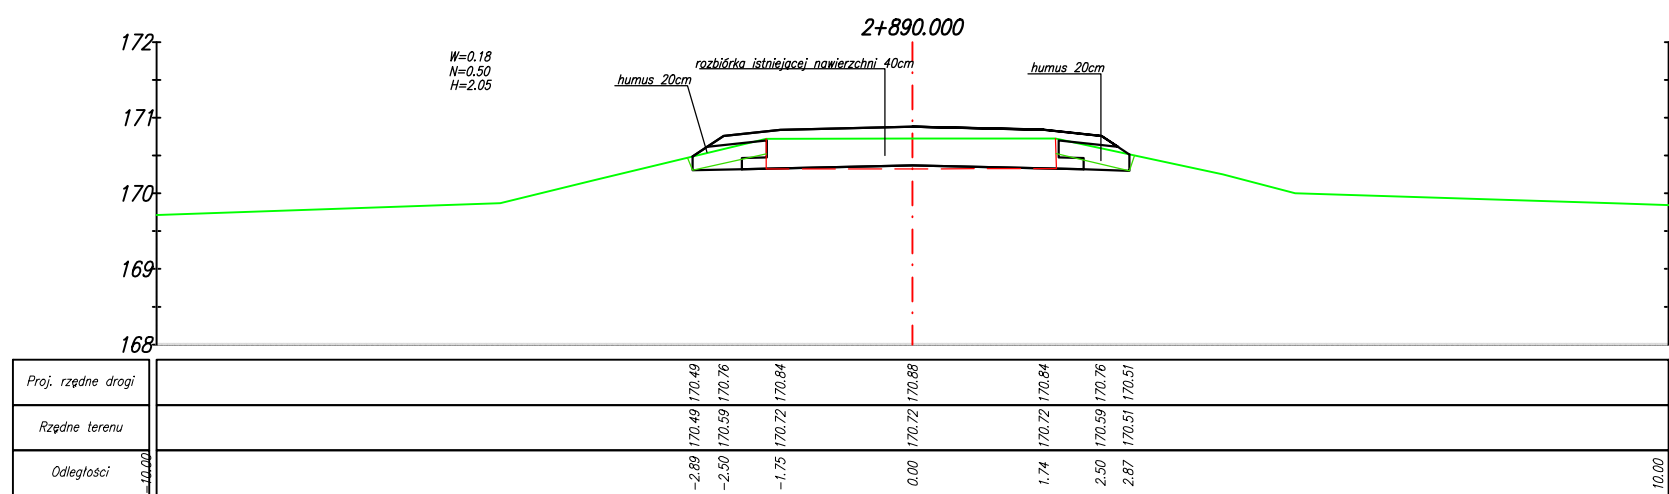 2+890.000
172
171
170
169
168
W=0.18
N=0.50
H=2.05
humus 20cm
rozbiórka istniejącej nawierzchni 40cm
humus 20cm
Proj. rzędne drogi
170.49 170.76 170.84 170.88 170.84 170.76 170.51
Rzędne terenu
170.49 170.59 170.72 170.72 170.72 170.59 170.51
Odległości
-10.00 -2.89 -2.50 -1.75 0.00 1.74 2.50 2.87 10.00